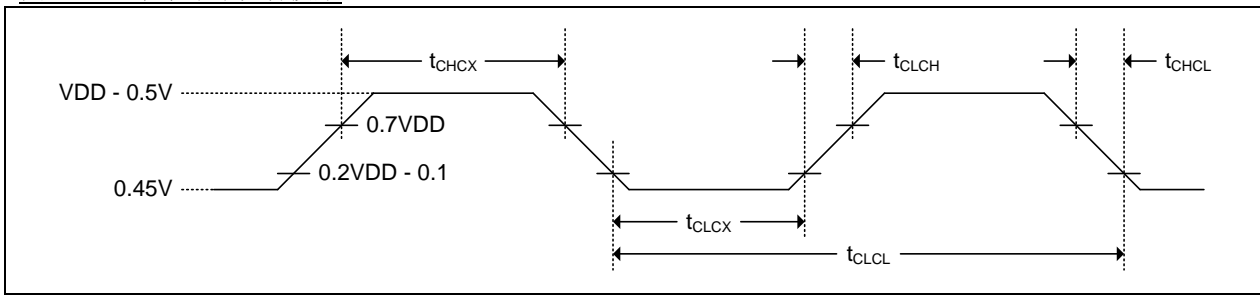 tCHCX
tCLCH
tCHCL
VDD - 0.5V
0.7VDD
0.2VDD - 0.1
0.45V
tCLCX
tCLCL